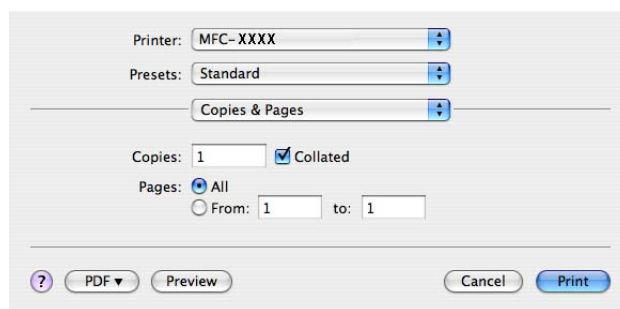 Printer: MFC-XXXX
Presets: Standard
Copies & Pages
Copies: 1 Collated
Pages: All
From: 1 to: 1
? PDF▼ Preview Cancel Print